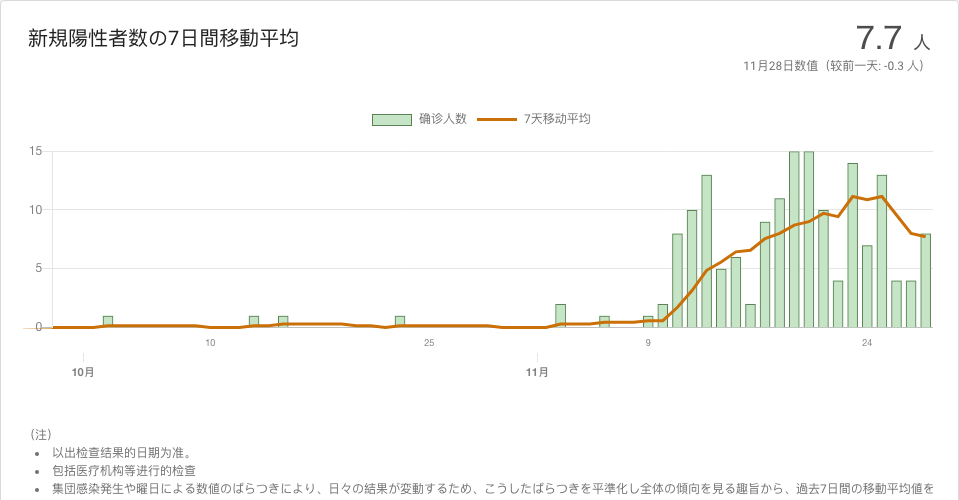 新規陽性者数の7日間移動平均
7.7 人
11月28日数值（较前一天: -0.3 人）
确诊人数 7天移动平均
15
10
5
0
10 25 9 24
10月 11月
（注）
• 以出检查结果的日期为准。
• 包括医疗机构等进行的检查
• 集団感染発生や曜日による数値のばらつきにより、日々の結果が変動するため、こうしたばらつきを平準化し全体の傾向を見る趣旨から、過去7日間の移動平均値を